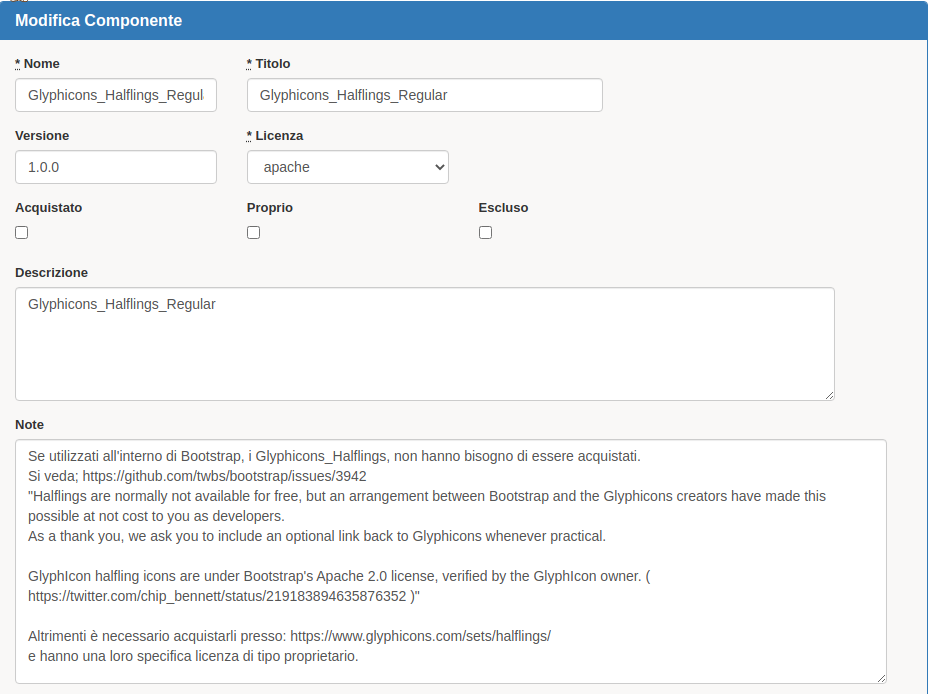 Modifica Componente
* Nome
* Titolo
Glyphicons_Halflings_Regul
Glyphicons_Halflings_Regular
Versione
* Licenza
1.0.0
apache
Acquistato
Proprio
Escluso
Descrizione
Glyphicons_Halflings_Regular
Note
Se utilizzati all'interno di Bootstrap, i Glyphicons_Halflings, non hanno bisogno di essere acquistati.
Si veda; https://github.com/twbs/bootstrap/issues/3942
"Halflings are normally not available for free, but an arrangement between Bootstrap and the Glyphicons creators have made this
possible at not cost to you as developers.
As a thank you, we ask you to include an optional link back to Glyphicons whenever practical.
GlyphIcon halfling icons are under Bootstrap's Apache 2.0 license, verified by the GlyphIcon owner. (
https://twitter.com/chip_bennett/status/219183894635876352 )"
Altrimenti è necessario acquistarli presso: https://www.glyphicons.com/sets/halflings/
e hanno una loro specifica licenza di tipo proprietario.